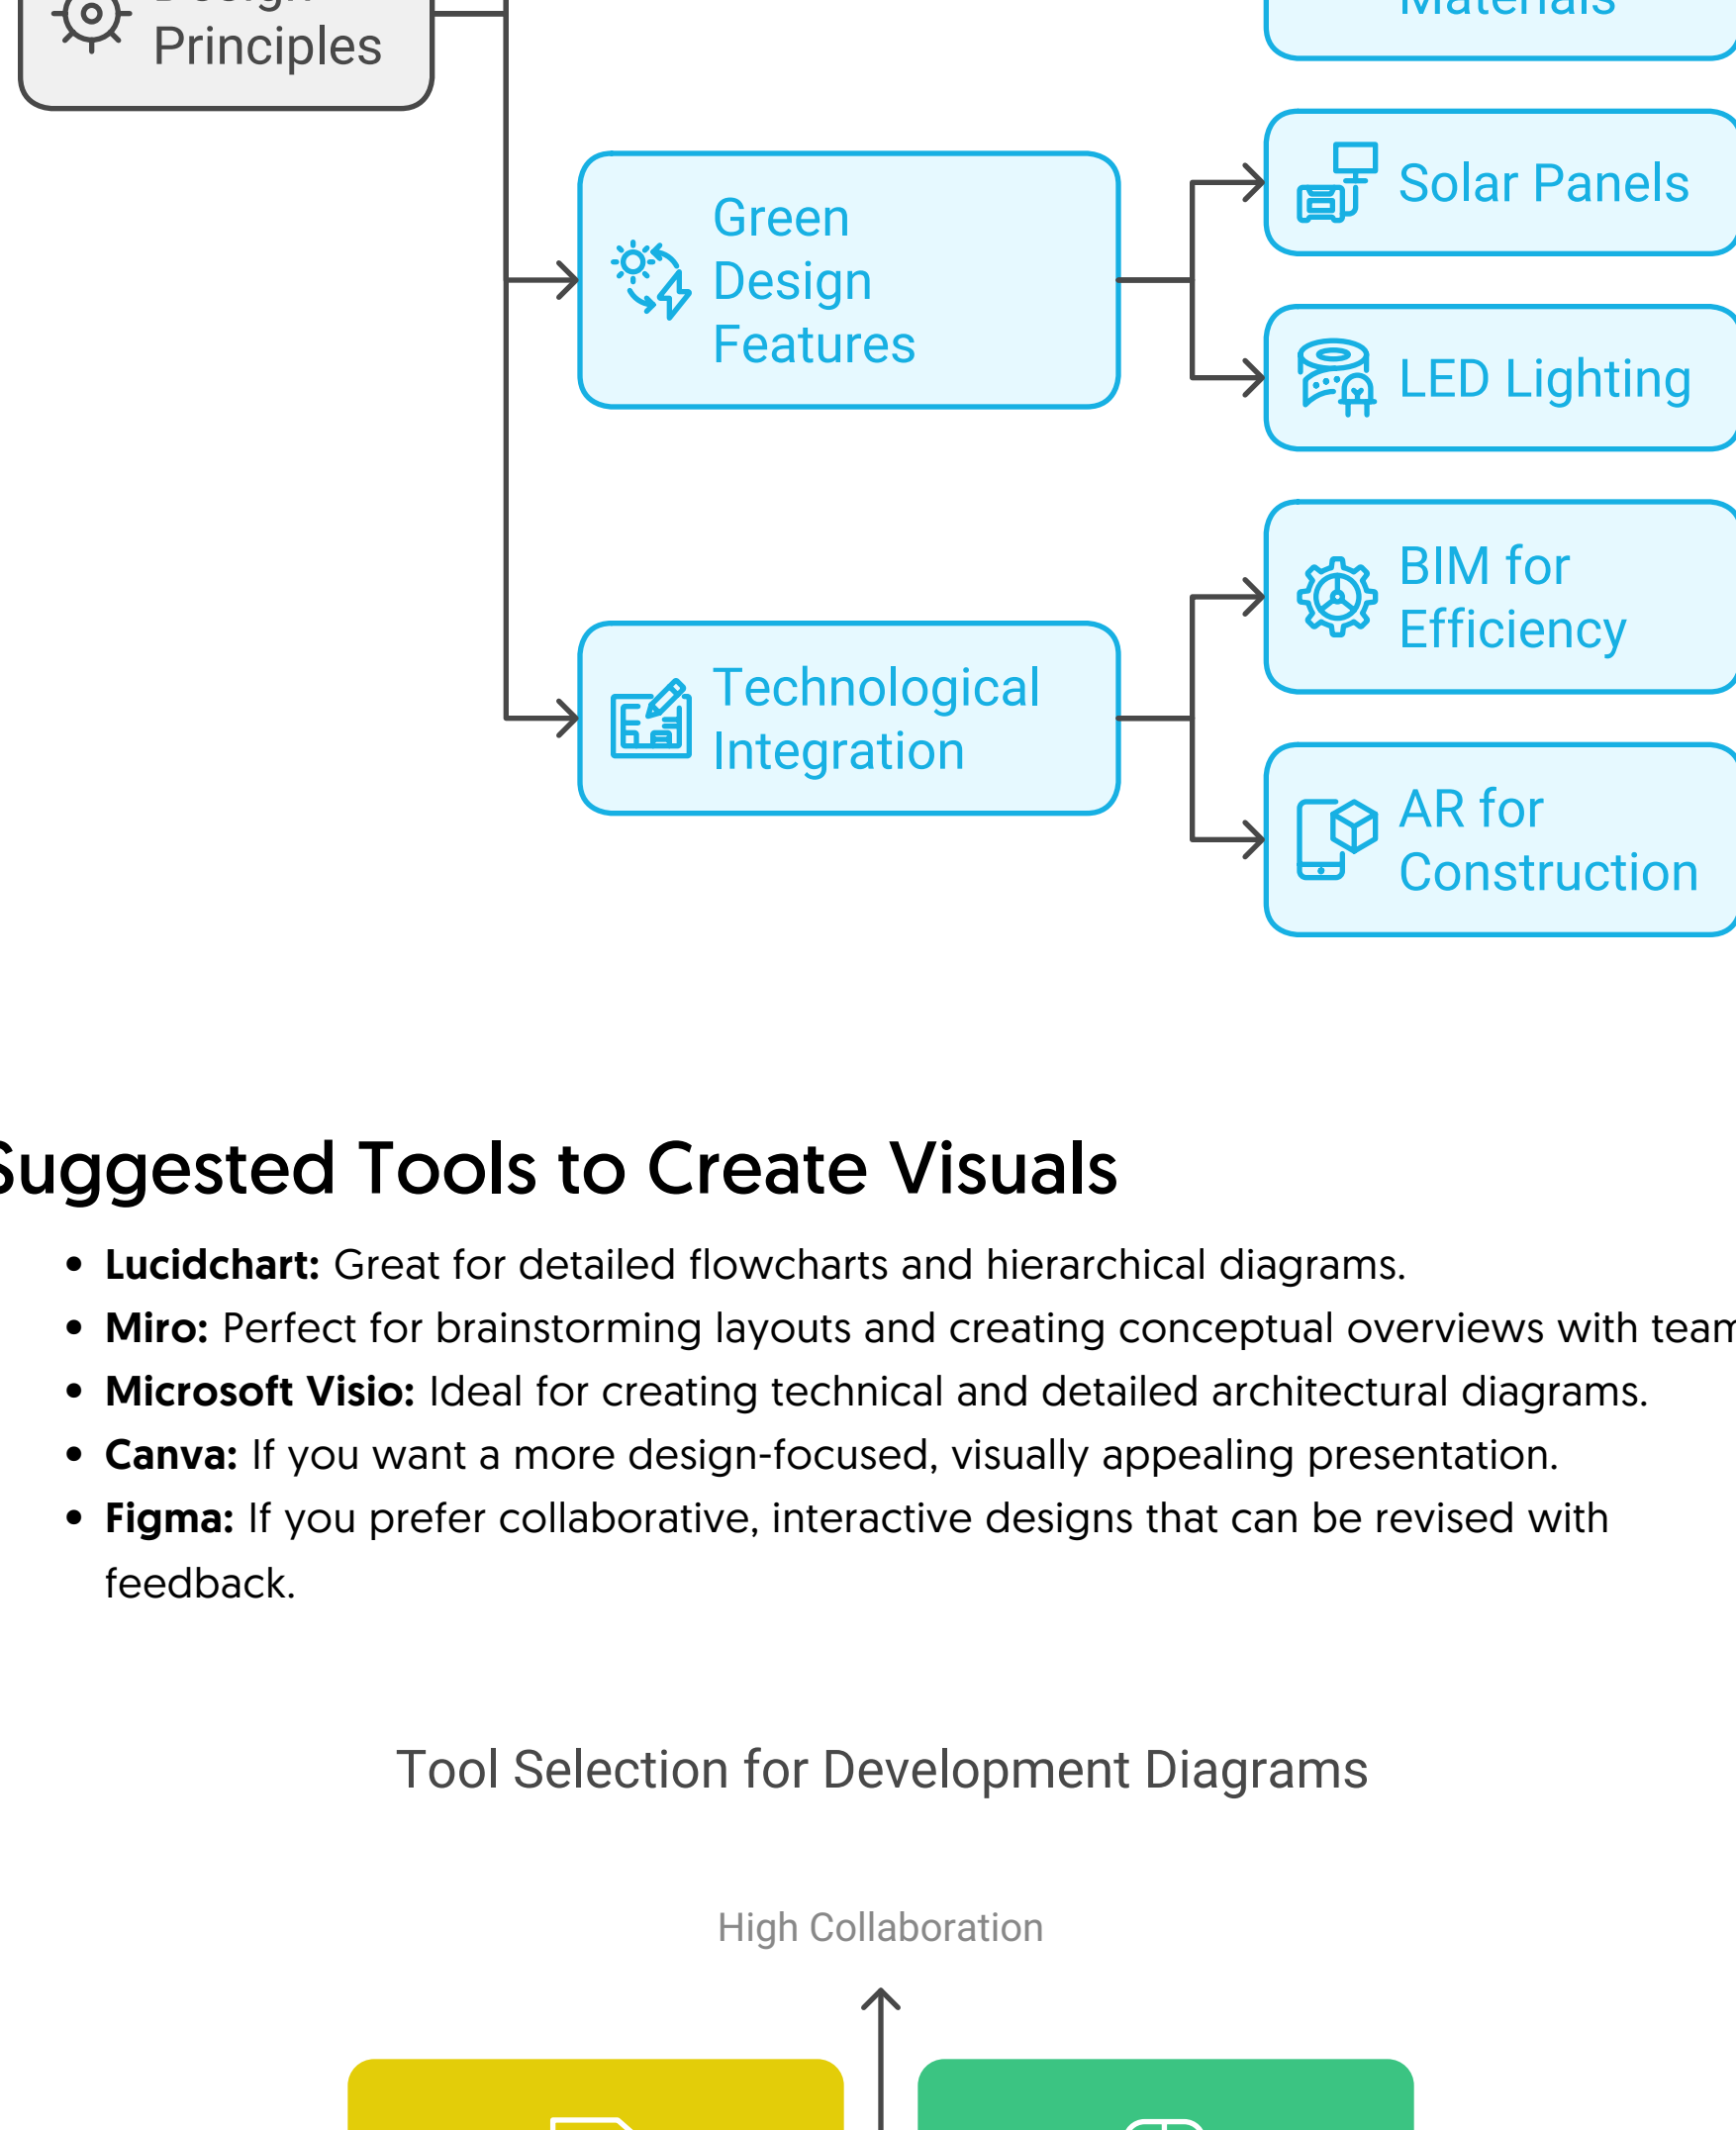 Design
Principles
Materials
Solar Panels
Green
Design
Features
LED Lighting
BIM for
Efficiency
Technological
Integration
AR for
Construction
Suggested Tools to Create Visuals
• Lucidchart: Great for detailed flowcharts and hierarchical diagrams.
• Miro: Perfect for brainstorming layouts and creating conceptual overviews with team
• Microsoft Visio: Ideal for creating technical and detailed architectural diagrams.
• Canva: If you want a more design-focused, visually appealing presentation.
• Figma: If you prefer collaborative, interactive designs that can be revised with
feedback.
Tool Selection for Development Diagrams
High Collaboration